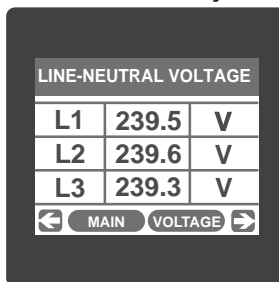 LINE-NEUTRAL VOLTAGE
L1 239.5 V
L2 239.6 V
L3 239.3 V
MAIN VOLTAGE